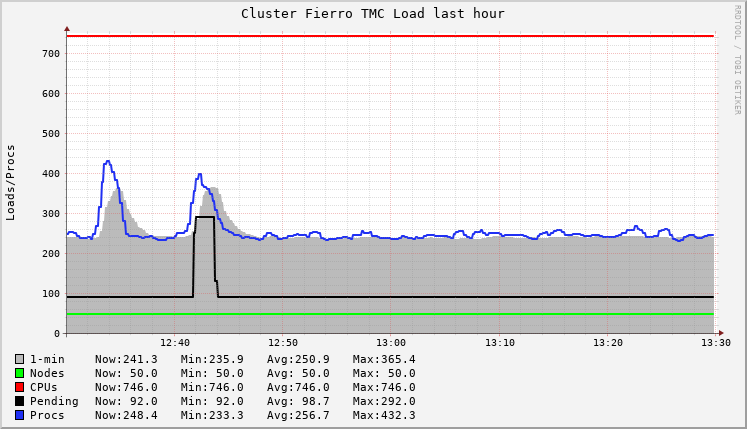 Cluster Fierro TMC Load last hour
RRDTOOL / TOBI OETIKER
Loads/Procs
700
600
500
400
300
200
100
0
12:40 12:50 13:00 13:10 13:20 13:30
1-min Now:241.3 Min:235.9 Avg:250.9 Max:365.4
Nodes Now: 50.0 Min: 50.0 Avg: 50.0 Max: 50.0
CPUs Now:746.0 Min:746.0 Avg:746.0 Max:746.0
Pending Now: 92.0 Min: 92.0 Avg: 98.7 Max:292.0
Procs Now:248.4 Min:233.3 Avg:256.7 Max:432.3